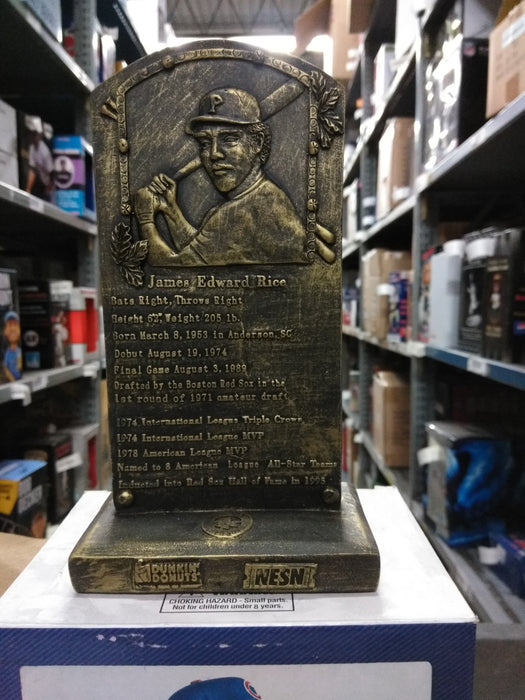 P
James Edward Rice
Bats Right, Throws Right
Height 6'2", Weight 205 lb.
Born March 8, 1953 in Anderson, SC
Debut August 19, 1974
Final Game August 3, 1989
Drafted by the Boston Red Sox in the
1st round of 1971 amateur draft
1974 International League Triple Crown
1974 International League MVP
1978 American League MVP
Named to 8 American League All-Star Teams
Inducted into Red Sox Hall of Fame in 1995
DUNKIN'
DONUTS
NESN
CHOKING HAZARD - Small parts.
Not for children under 8 years.